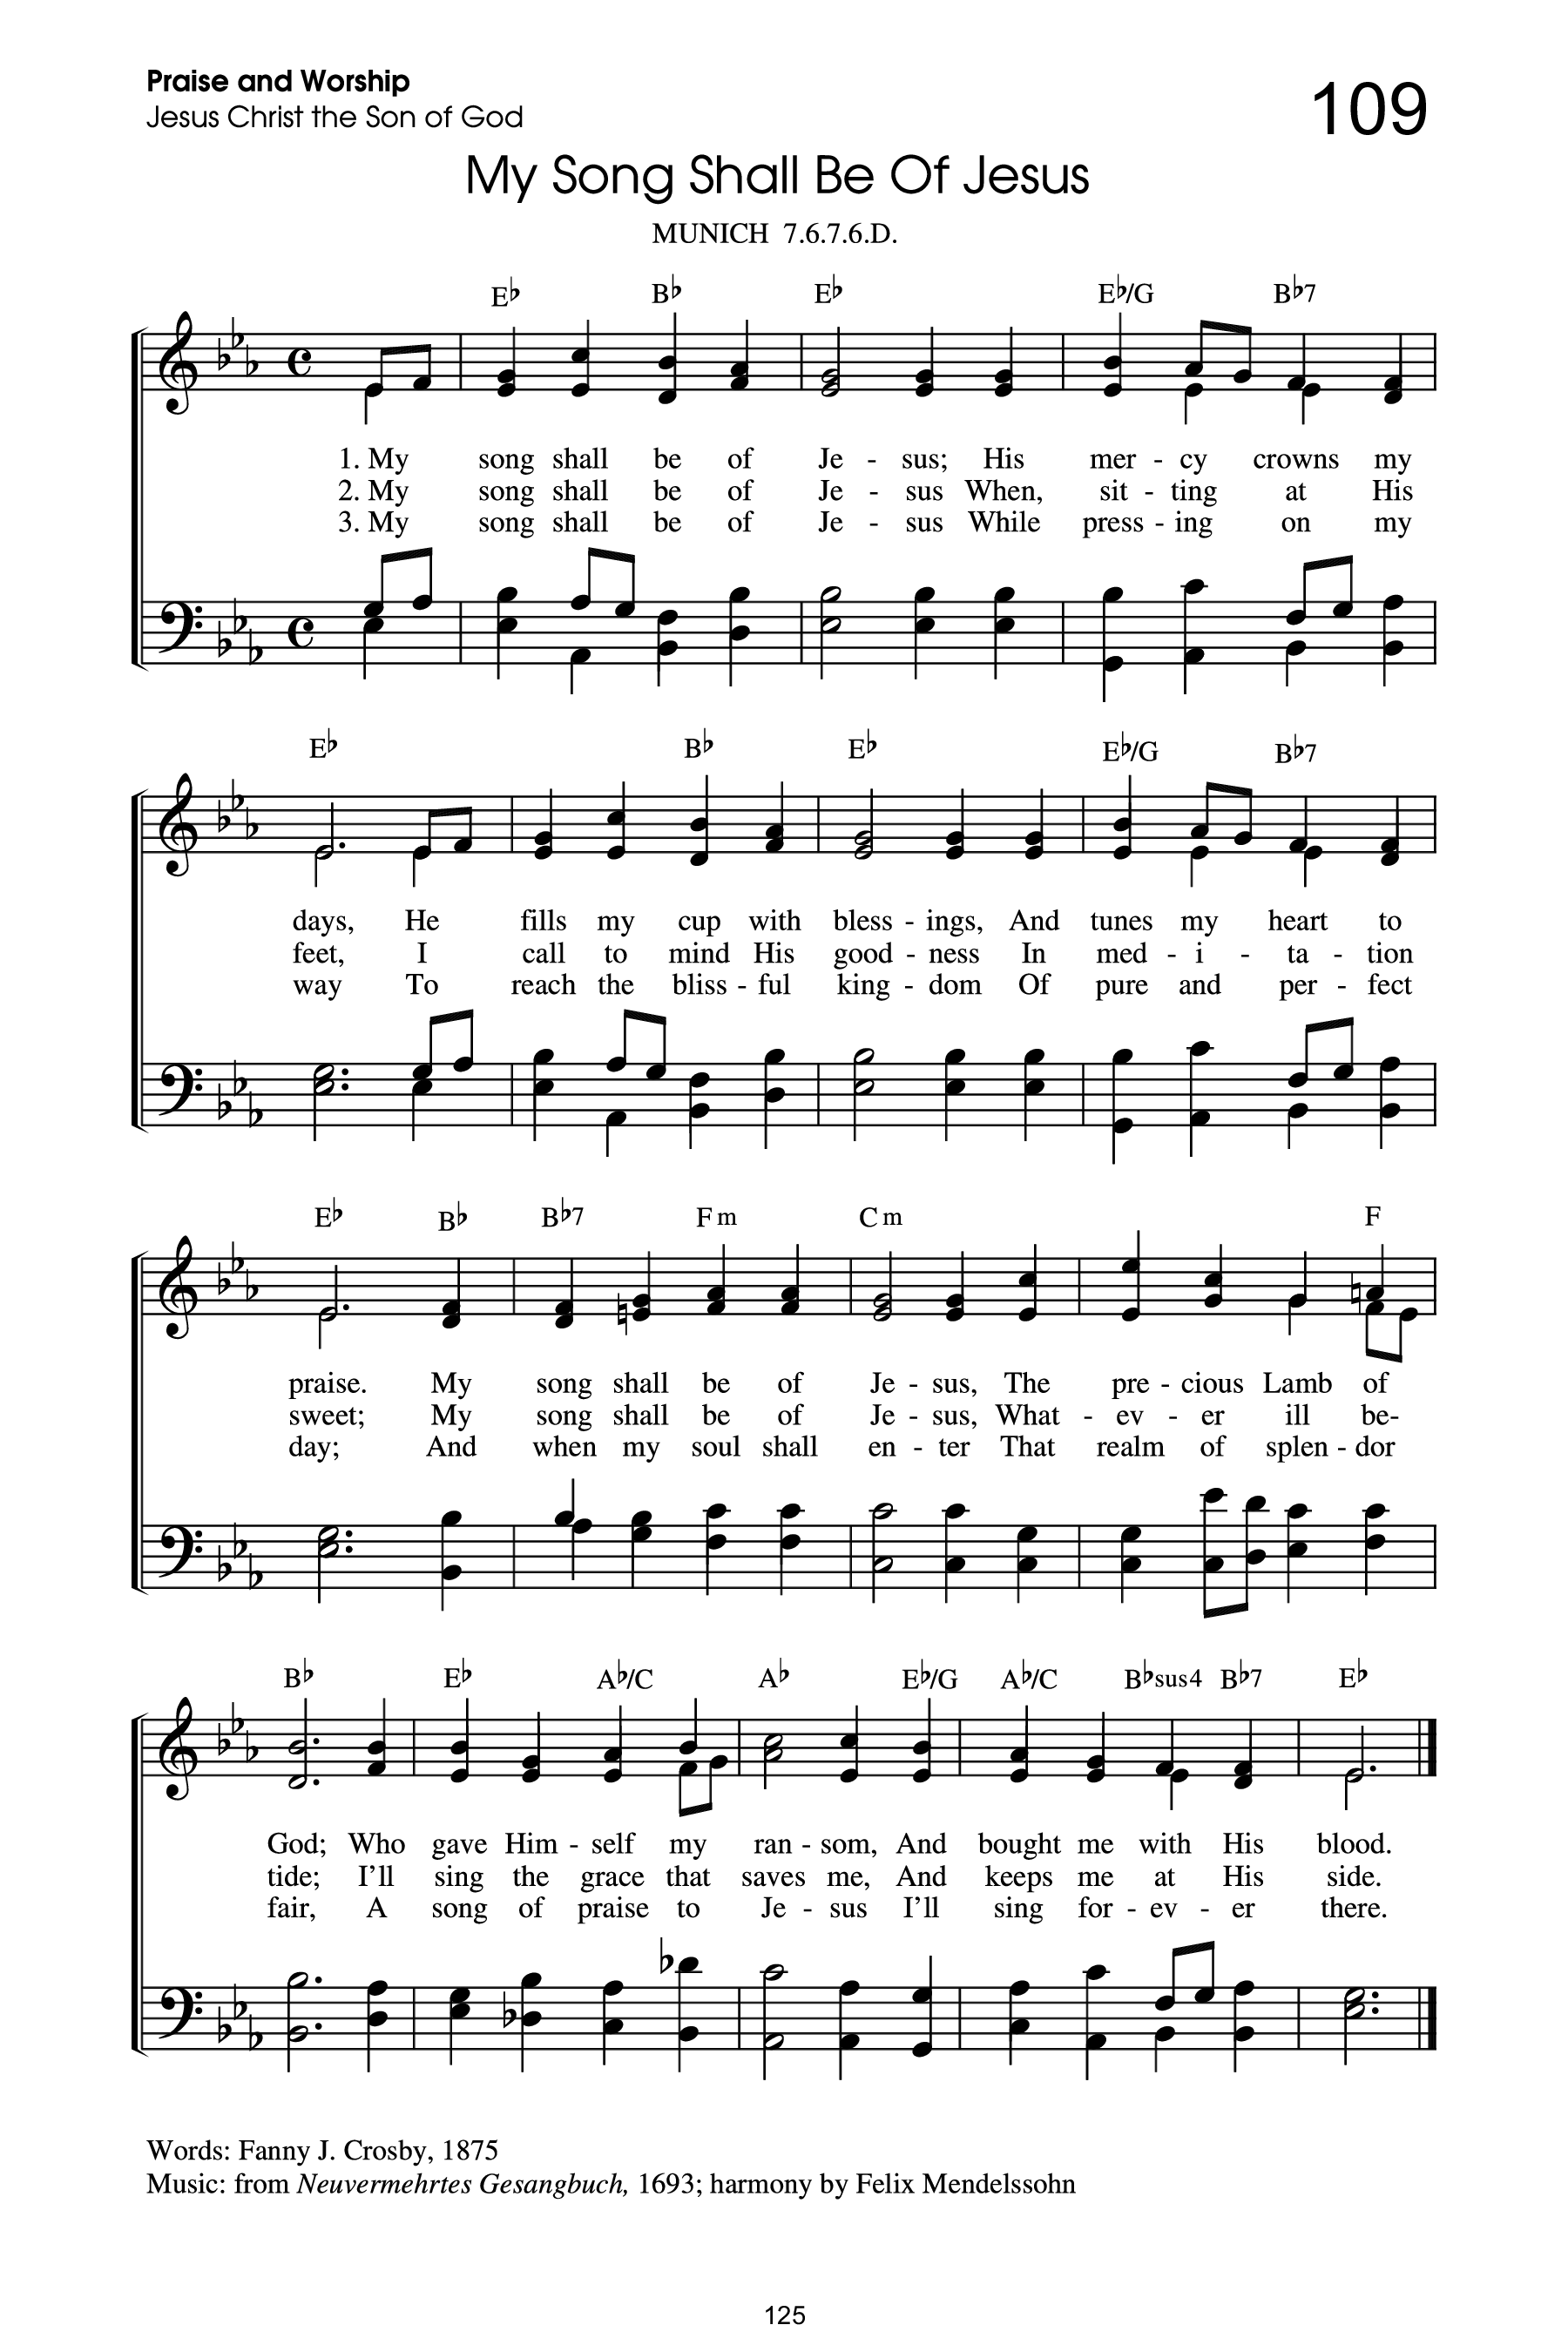 Praise and Worship
Jesus Christ the Son of God
109
My Song Shall Be Of Jesus
MUNICH 7.6.7.6.D.
E♭ B♭ E♭ E♭/G B♭7
1. My song shall be of Je - sus; His mer - cy crowns my
2. My song shall be of Je - sus When, sit - ting at His
3. My song shall be of Je - sus While press - ing on my
E♭ B♭ E♭ E♭/G B♭7
days, He fills my cup with bless - ings, And tunes my heart to
feet, I call to mind His good - ness In med - i - ta - tion
way To reach the bliss - ful king - dom Of pure and per - fect
E♭ B♭ B♭7 Fm Cm F
praise. My song shall be of Je - sus, The pre - cious Lamb of
sweet; My song shall be of Je - sus, What - ev - er ill be-
day; And when my soul shall en - ter That realm of splen - dor
B♭ E♭ A♭/C A♭ E♭/G A♭/C B♭sus4 B♭7 E♭
God; Who gave Him - self my ran - som, And bought me with His blood.
tide; I'll sing the grace that saves me, And keeps me at His side.
fair, A song of praise to Je - sus I'll sing for - ev - er there.
Words: Fanny J. Crosby, 1875
Music: from Neuvermehrtes Gesangbuch, 1693; harmony by Felix Mendelssohn
125